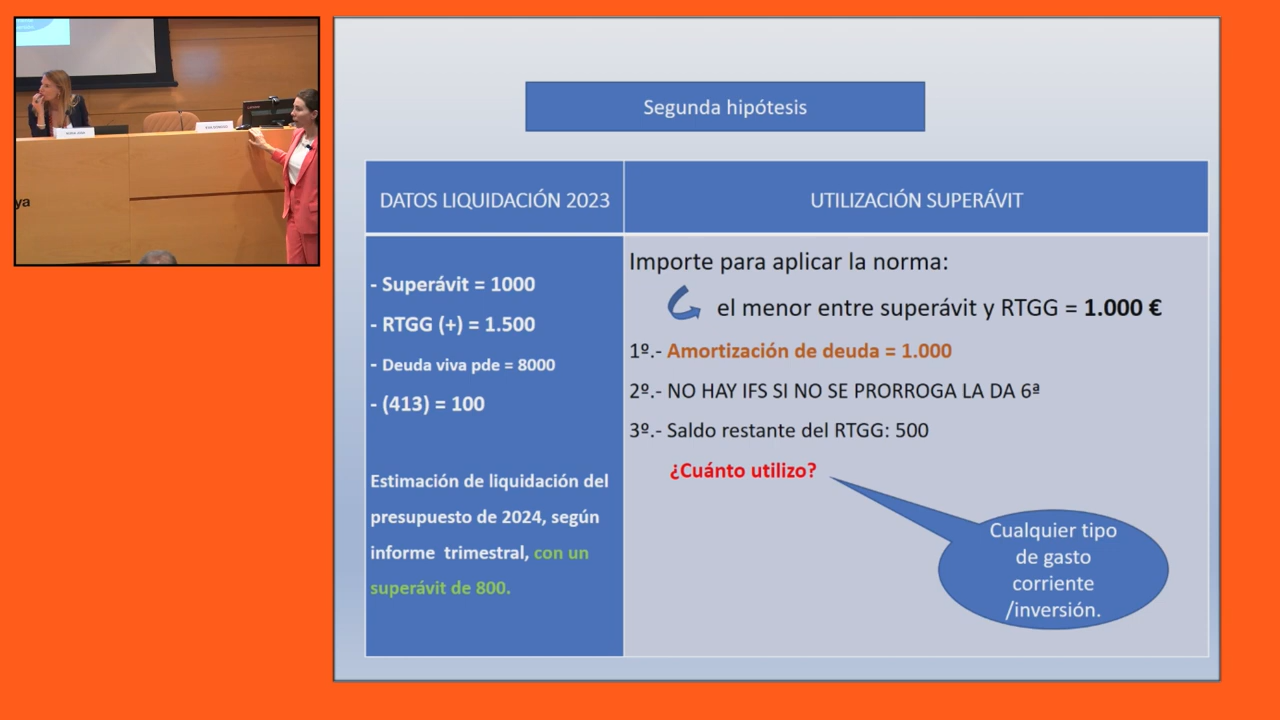 ya
Segunda hipótesis
DATOS LIQUIDACIÓN 2023
UTILIZACIÓN SUPERÁVIT
- Superávit = 1000
- RTGG (+) = 1.500
- Deuda viva pde = 8000
- (413) = 100
Estimación de liquidación del
presupuesto de 2024, según
informe trimestral, con un
superávit de 800.
Importe para aplicar la norma:
el menor entre superávit y RTGG = 1.000 €
1º.- Amortización de deuda = 1.000
2º.- NO HAY IFS SI NO SE PRORROGA LA DA 6ª
3º.- Saldo restante del RTGG: 500
¿Cuánto utilizo?
Cualquier tipo
de gasto
corriente
/inversión.